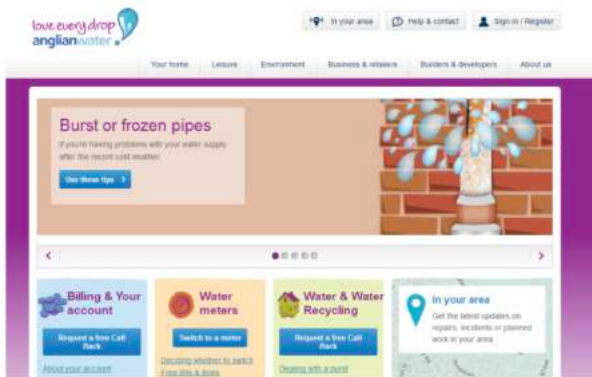 love every drop
anglianwater
In your area
Help & contact
Sign in / Register
Your home
Leisure
Environment
Business & retailers
Builders & developers
About us
Burst or frozen pipes
If you're having problems with your water supply
after the recent cold weather
Use these tips
Billing & Your
account
Request a free Call
Back
About your account
Water
meters
Switch to a meter
Deciding whether to switch
Free Bits & Bobs
Water & Water
Recycling
Request a free Call
Back
Dealing with a burst
In your area
Get the latest updates on
repairs, incidents or planned
work in your area